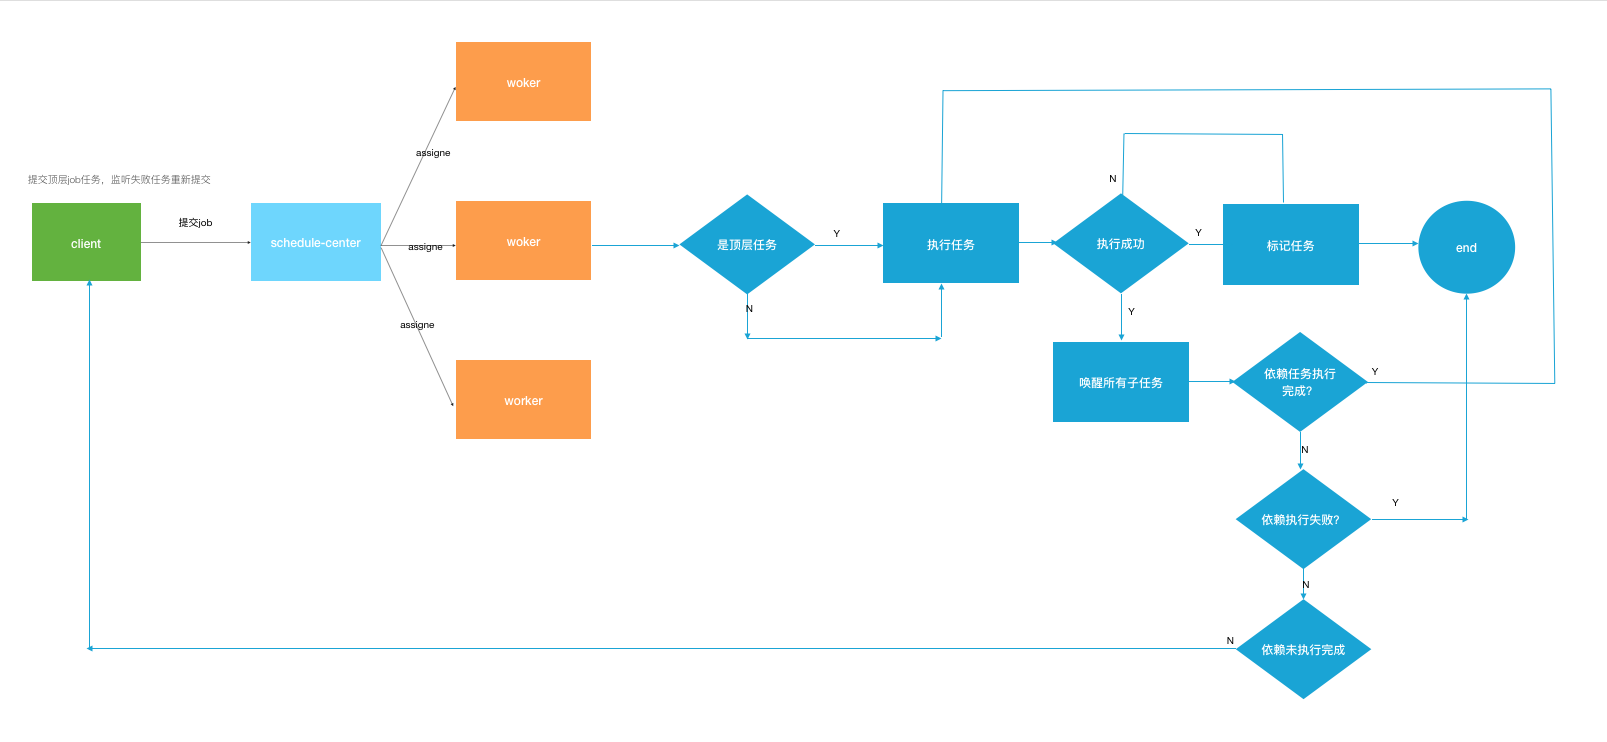 提交顶层job任务，监听失败任务重新提交
client
提交job
schedule-center
assigne
assigne
assigne
woker
woker
worker
是顶层任务
Y
N
执行任务
执行成功
N
Y
Y
标记任务
end
唤醒所有子任务
依赖任务执行
完成?
Y
N
依赖执行失败?
Y
N
依赖未执行完成
N